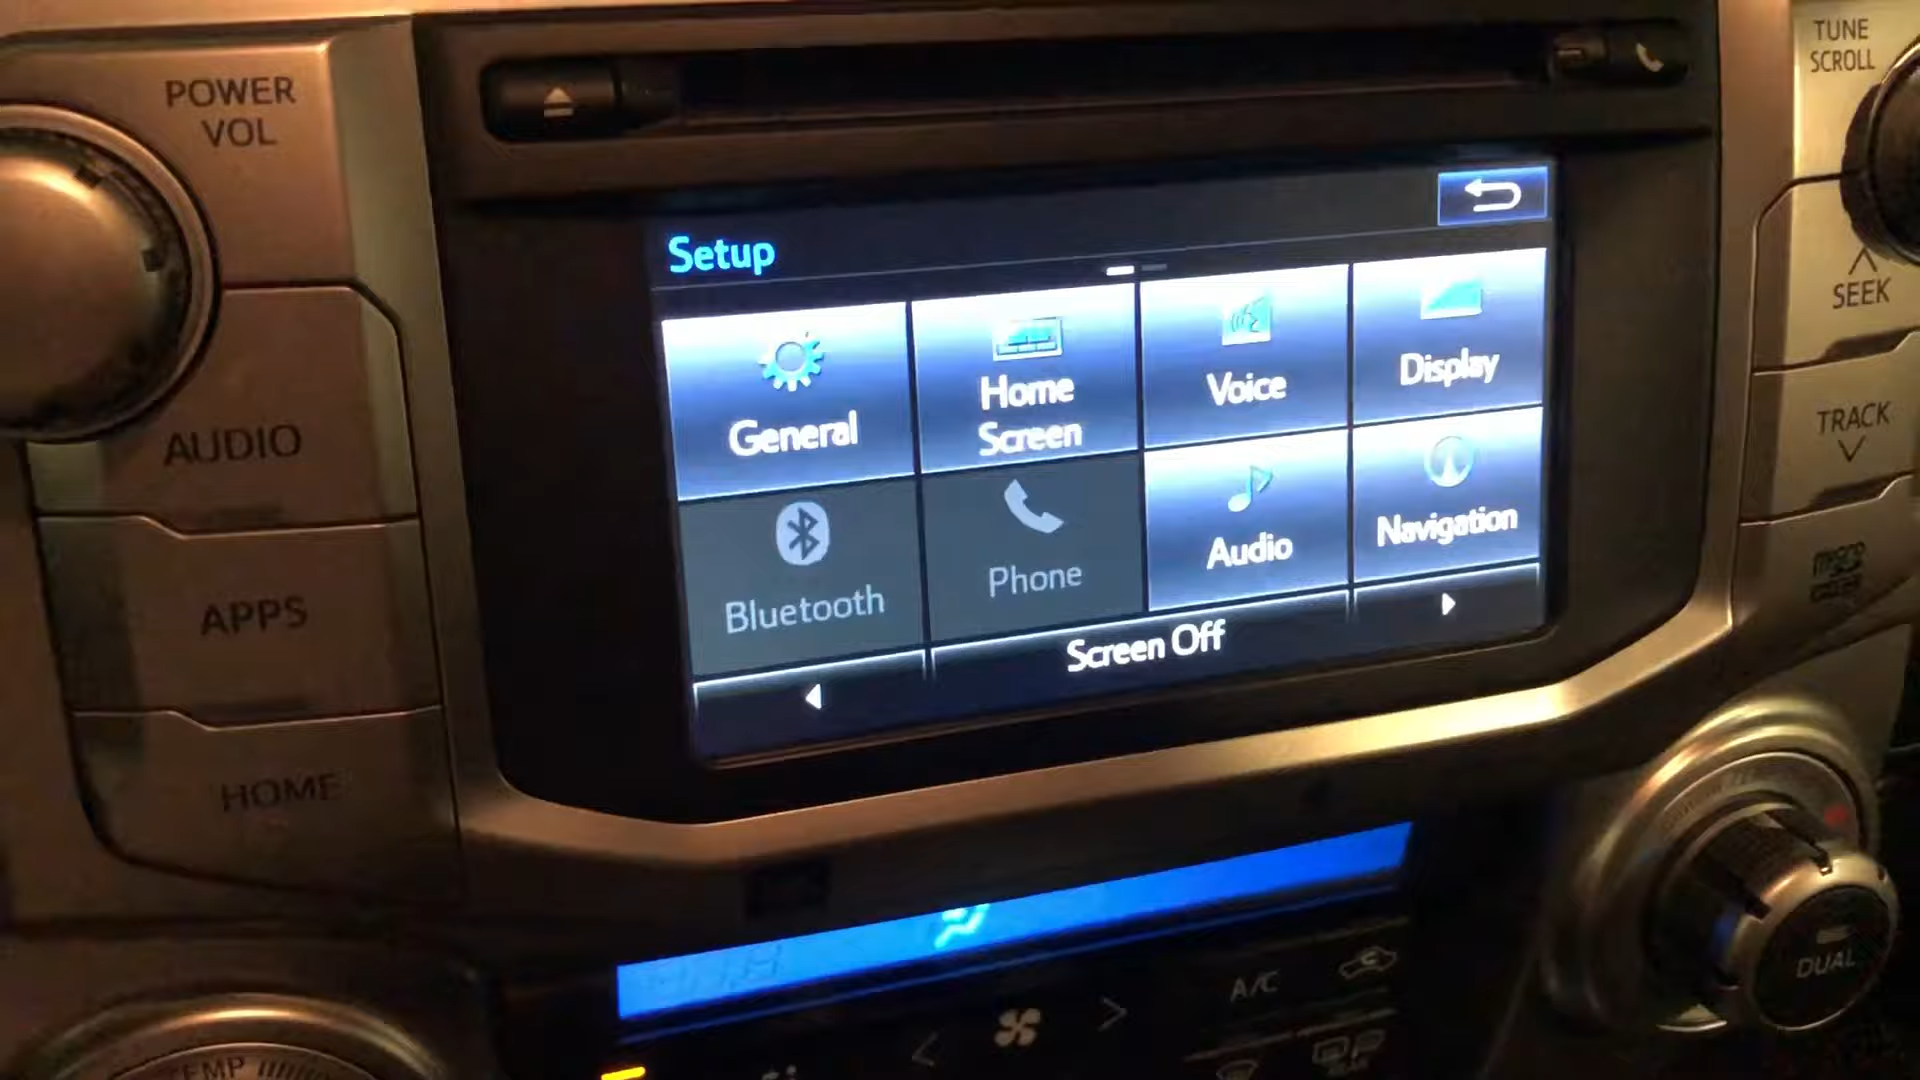 POWER
VOL
TUNE
SCROLL
Setup
General
Home
Screen
Voice
Display
SEEK
AUDIO
Bluetooth
Phone
Audio
Navigation
TRACK
APPS
Screen Off
HOME
A/C
DUAL
TEMP